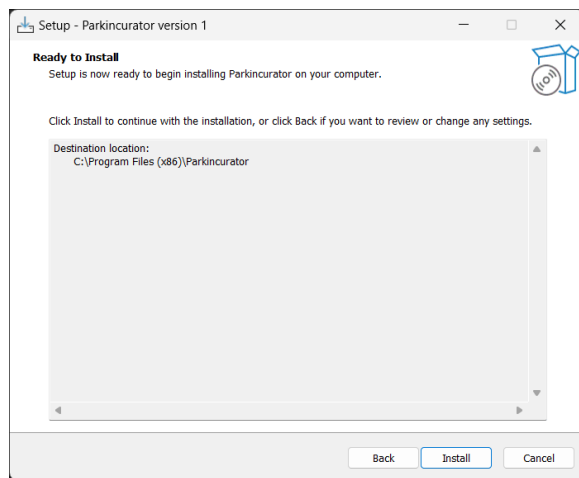 Setup - Parkincurator version 1
Ready to Install
Setup is now ready to begin installing Parkincurator on your computer.
Click Install to continue with the installation, or click Back if you want to review or change any settings.
Destination location:
C:\Program Files (x86)\Parkincurator
Back
Install
Cancel